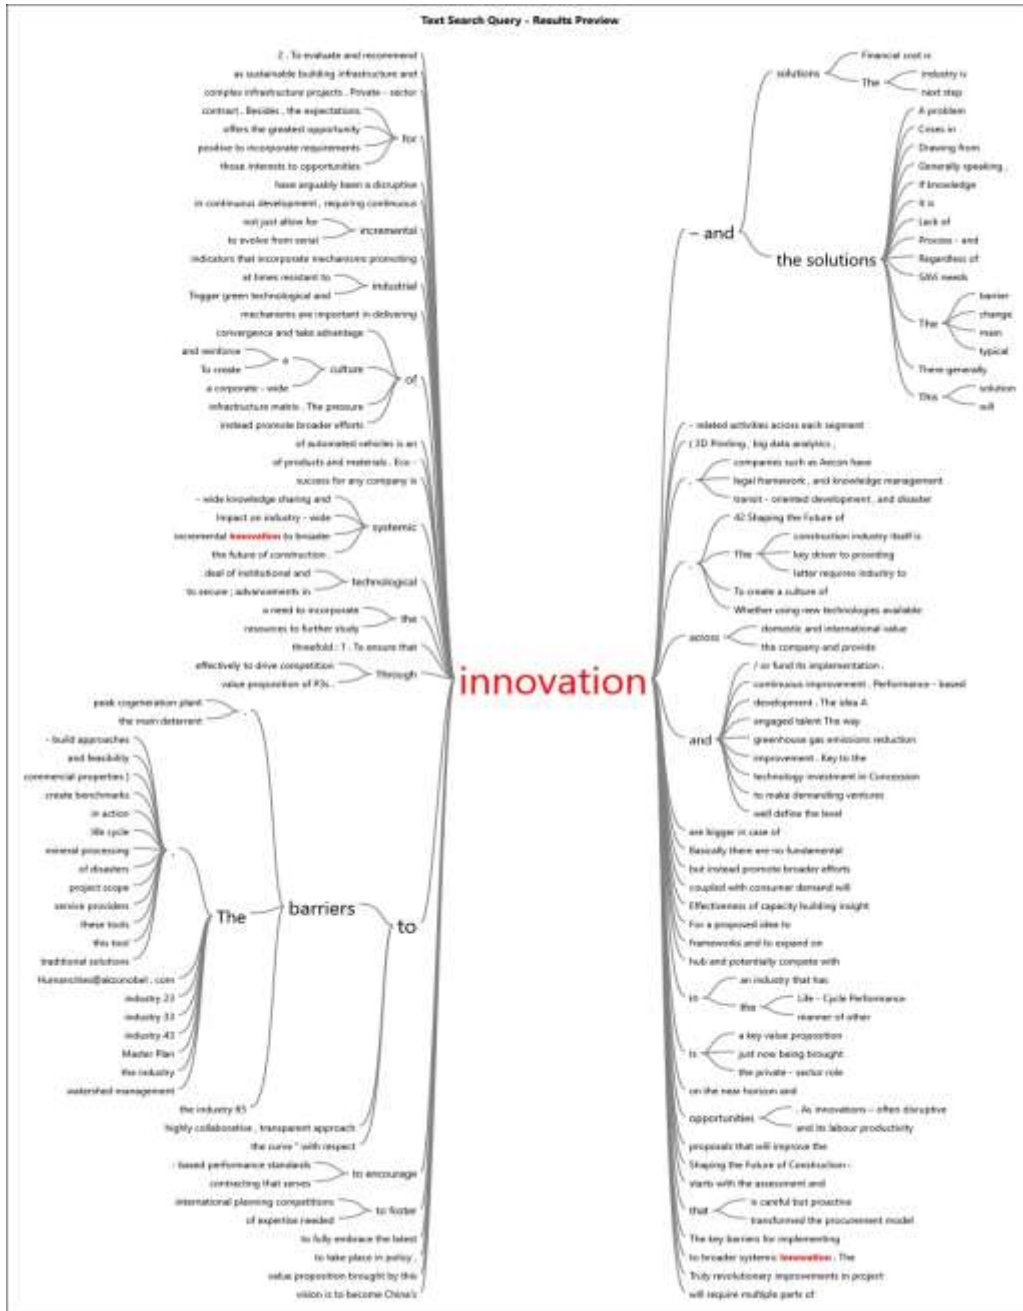 Text Search Query - Results Preview
2 . To evaluate and recommend
as sustainable building infrastructure and
complex infrastructure projects . Private - sector
contract . Besides , the expectations
offers the greatest opportunity
positive to incorporate requirements
those interests to opportunities
for
have arguably been a disruptive
in continuous development , requiring continuous
not just allow for
to evolve from serial
incremental
indicators that incorporate mechanisms promoting
at times resistant to
Trigger green technological and
industrial
mechanisms are important in delivering
convergence and take advantage
and reinforce
To create
a
a corporate - wide
culture
infrastructure matrix . The pressure
instead promote broader efforts
of
of automated vehicles is an
of products and materials . Eco -
success for any company is
- wide knowledge sharing and
Impact on industry - wide
incremental innovation to broader
the future of construction .
systemic
deal of institutional and
to secure ; advancements in
technological
a need to incorporate
resources to further study
the
threefold : 1 . To ensure that
effectively to drive competition
value proposition of P3s .
Through
peak cogeneration plant
the main deterrent
.
- build approaches
and feasibility
commercial properties )
create benchmarks
in action
life cycle
mineral processing
of disasters
project scope
service providers
these tools
this tool
traditional solutions
.
Humancities@akzonobel . com
industry 23
industry 33
industry 43
Master Plan
the industry
watershed management
The
the industry 65
barriers
highly collaborative , transparent approach
the curve " with respect
to
- based performance standards
contracting that serves
to encourage
international planning competitions
of expertise needed
to foster
to fully embrace the latest
to take place in policy ,
value proposition brought by this
vision is to become China's
innovation
– and
solutions
Financial cost is
The
industry is
next step
the solutions
A problem
Crises in
Drawing from
Generally speaking ,
If knowledge
It is
Lack of
Process - and
Regardless of
SAVi needs
The
barrier
change
main
typical
There generally
This
solution
will
- related activities across each segment
( 3D Printing , big data analytics ,
,
companies such as Aecon have
legal framework , and knowledge management
transit - oriented development , and disaster
.
42 Shaping the Future of
The
construction industry itself is
key driver to providing
latter requires industry to
To create a culture of
Whether using new technologies available
across
domestic and international value
the company and provide
and
/ or fund its implementation .
continuous improvement . Performance - based
development . The idea A
engaged talent The way
greenhouse gas emissions reduction
improvement . Key to the
technology investment in Concession
to make demanding ventures
well define the level
are bigger in case of
Basically there are no fundamental
but instead promote broader efforts
coupled with consumer demand will
Effectiveness of capacity building insight
For a proposed idea to
frameworks and to expand on
hub and potentially compete with
in
an industry that has
the
Life - Cycle Performance
manner of other
is
a key value proposition
just now being brought
the private - sector role
on the near horizon and
opportunities
. As innovations – often disruptive
and its labour productivity
proposals that will improve the
Shaping the Future of Construction -
starts with the assessment and
that
is careful but proactive
transformed the procurement model
The key barriers for implementing
to broader systemic innovation . The
Truly revolutionary improvements in project
will require multiple parts of